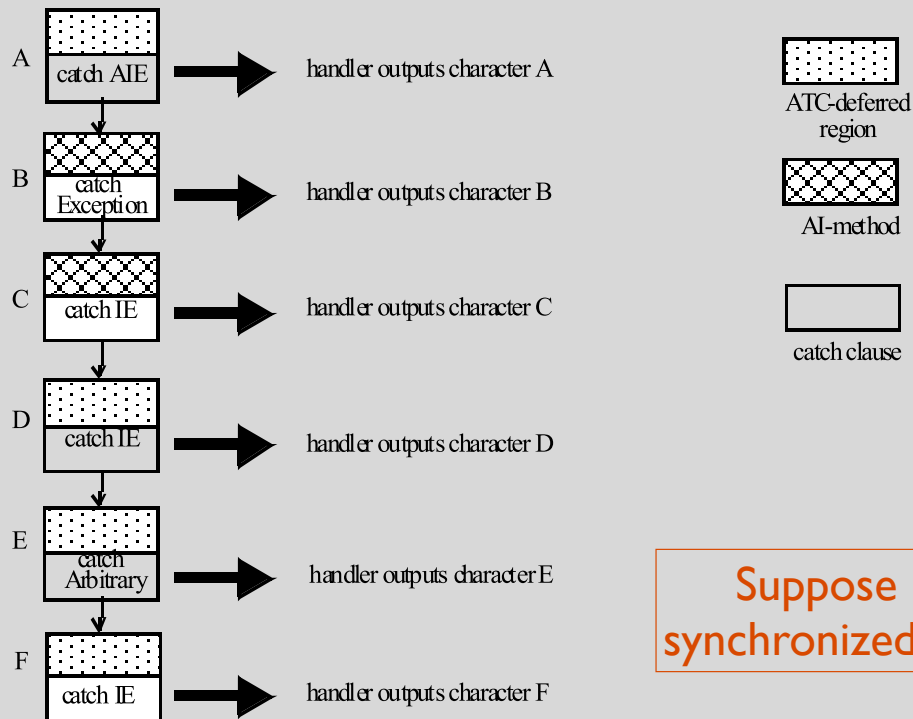 A
catch AIE
handler outputs character A
B
catch
Exception
handler outputs character B
C
catch IE
handler outputs character C
D
catch IE
handler outputs character D
E
catch
Arbitrary
handler outputs character E
F
catch IE
handler outputs character F
ATC-deferred
region
AI-method
catch clause
Suppose
synchronized